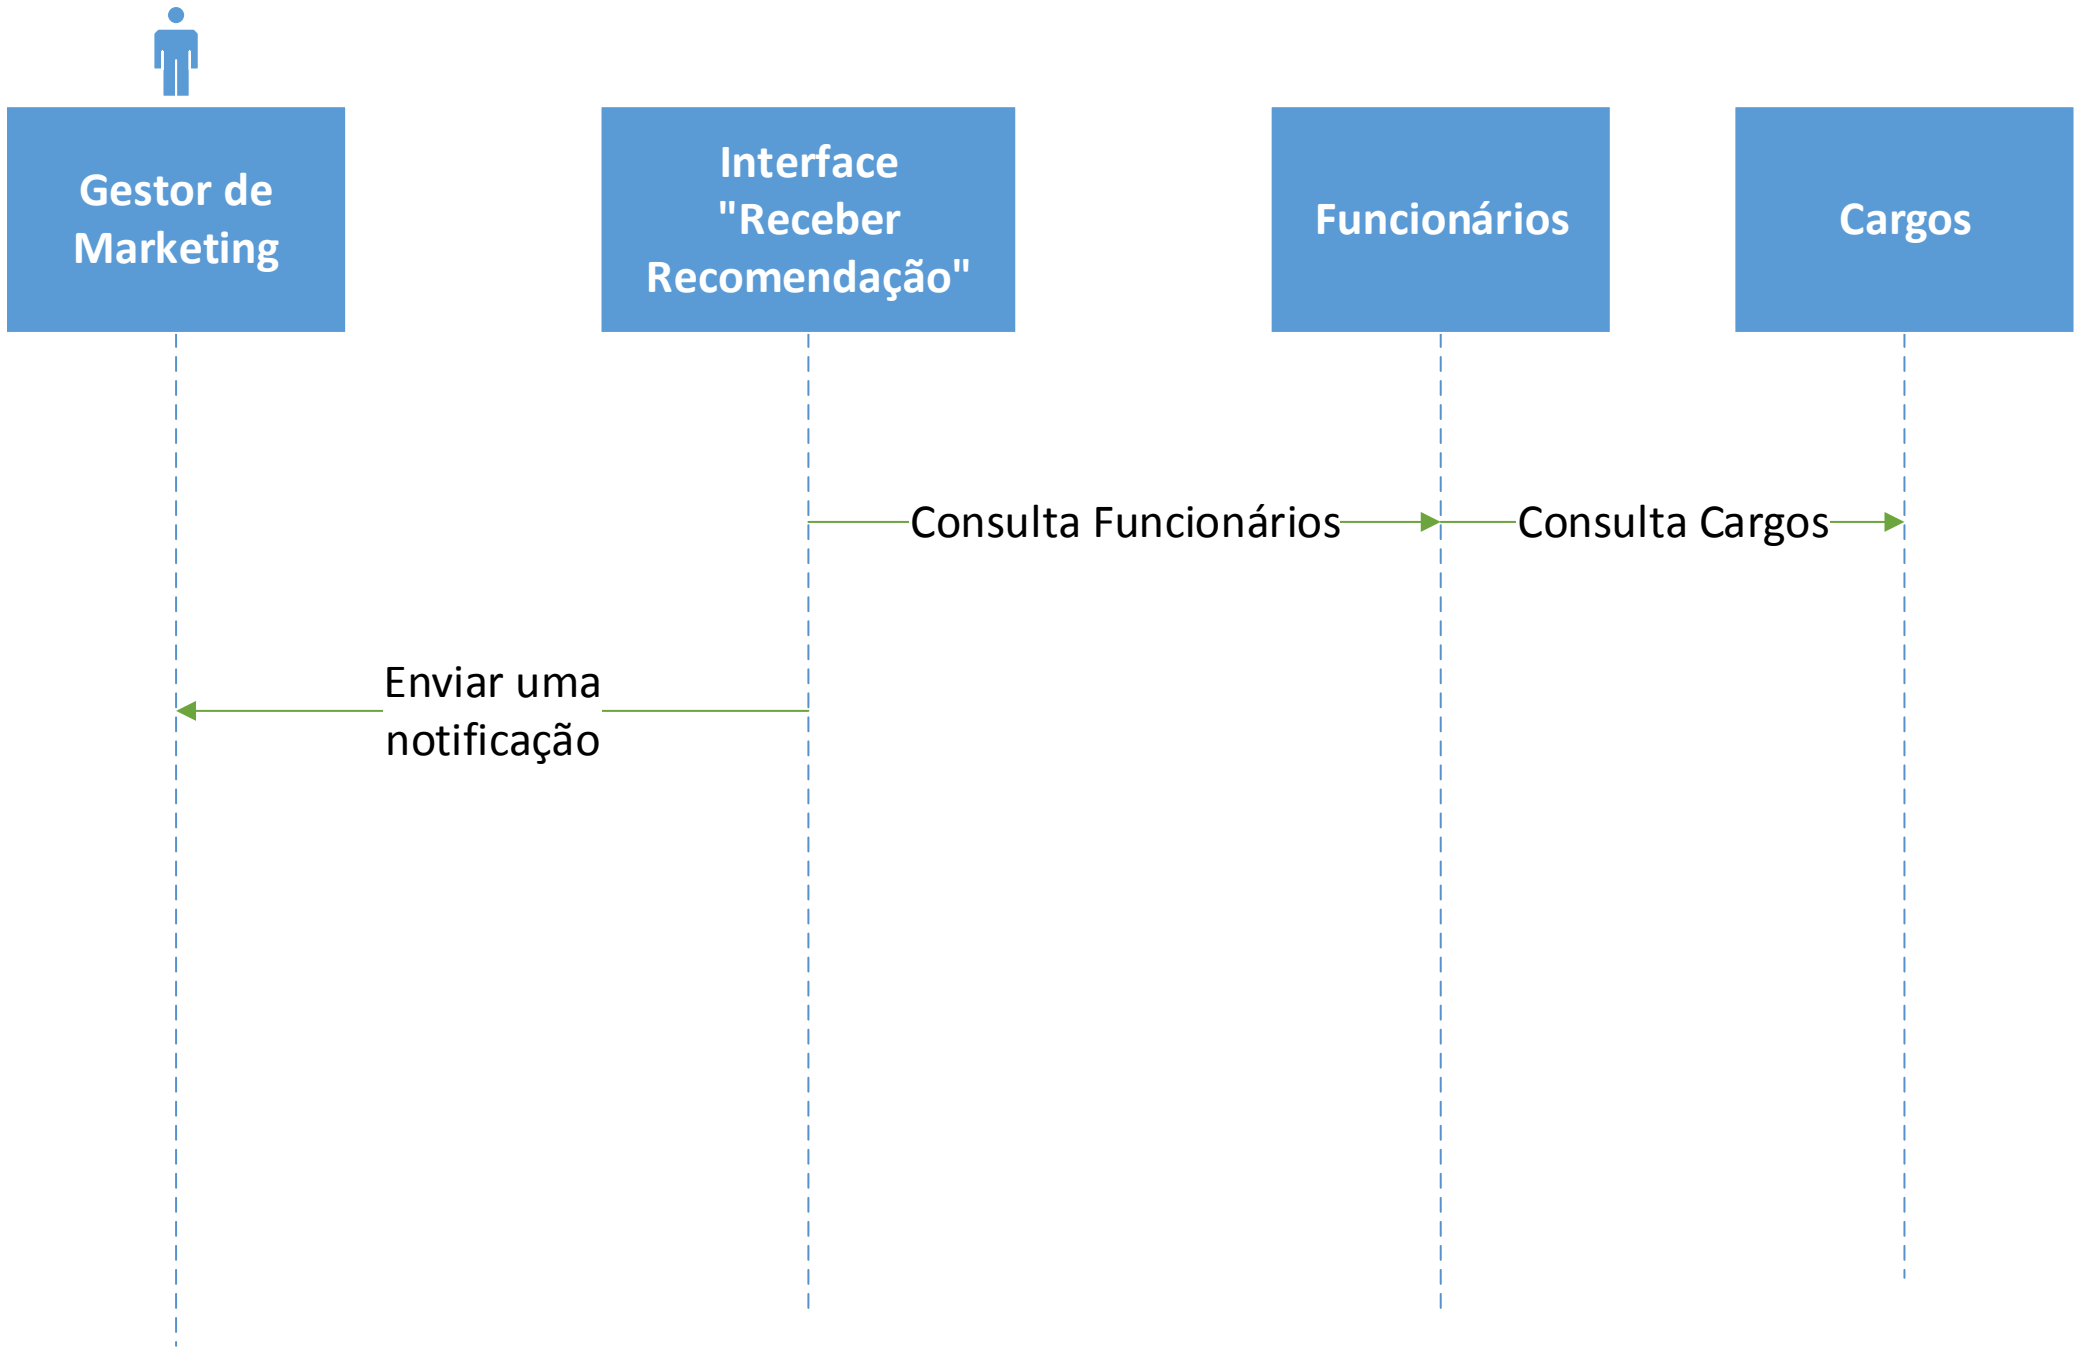 Gestor de
Marketing
Interface
"Receber
Recomendação"
Funcionários
Cargos
Consulta Funcionários
Consulta Cargos
Enviar uma
notificação